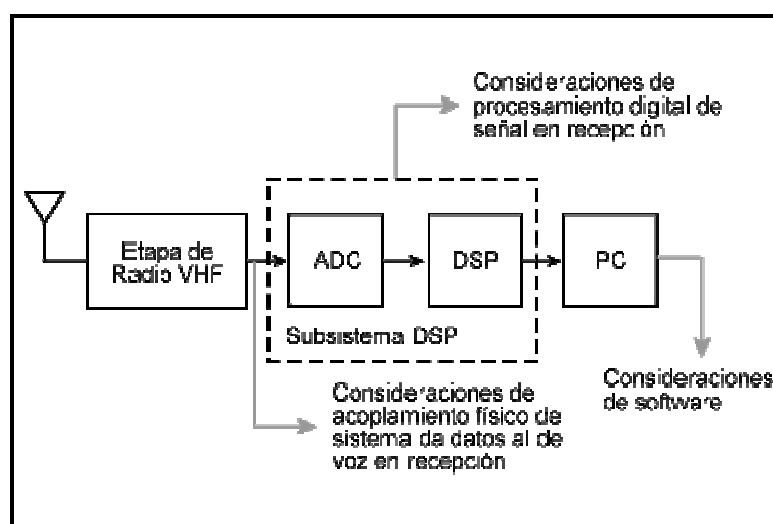 Consideraciones de
procesamiento digital de
señal en recepción
Etapa de
Radio VHF
ADC
DSP
PC
Subsistema DSP
Consideraciones de
acoplamiento físico de
sistema da datos al de
voz en recepción
Consideraciones
de software